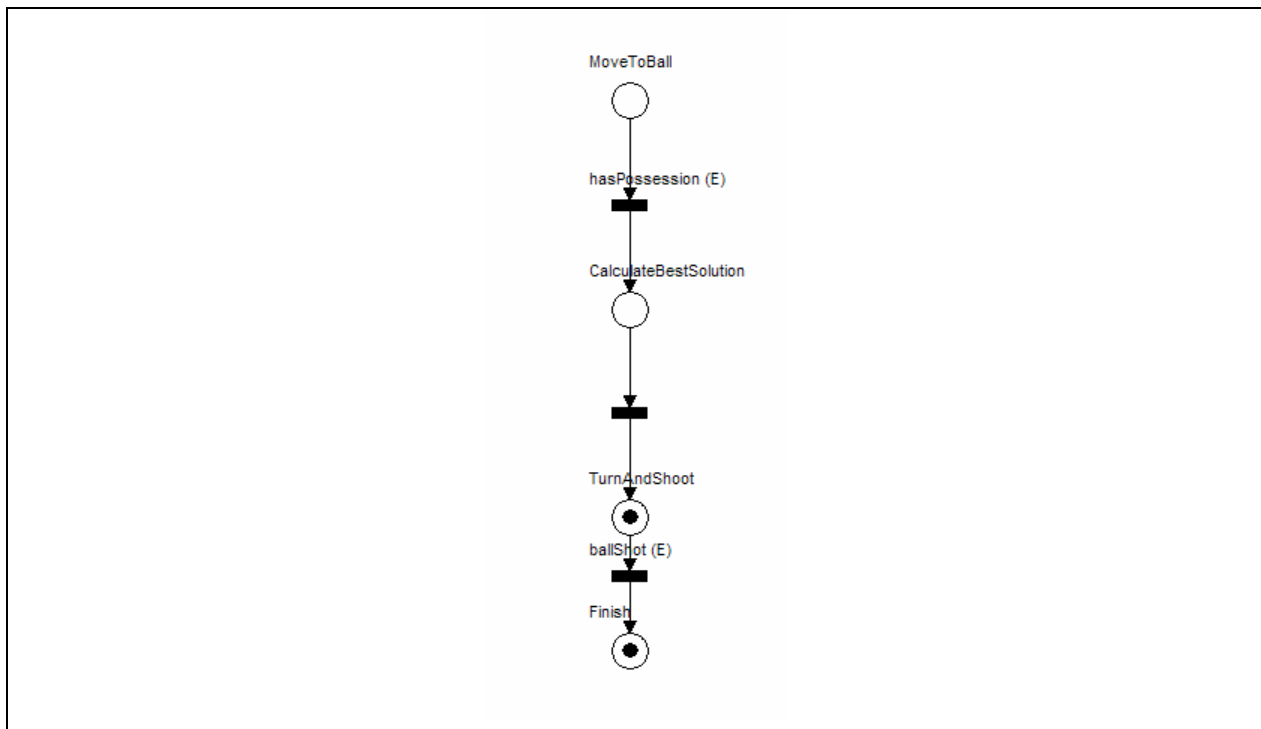 MoveToBall
hasPossession (E)
CalculateBestSolution
TurnAndShoot
ballShot (E)
Finish